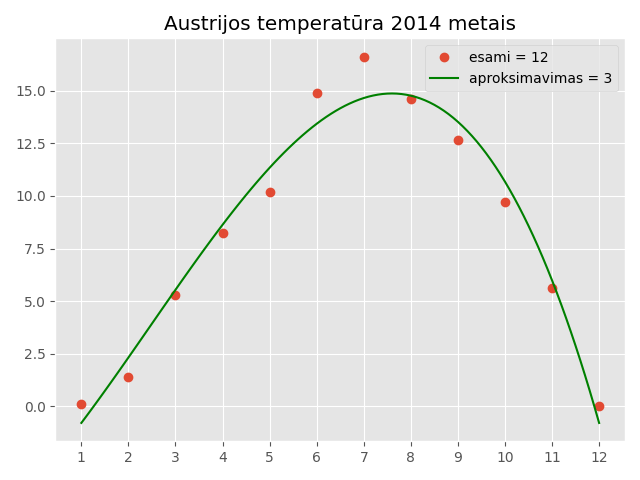 Austrijos temperatūra 2014 metais
esami = 12
aproksimavimas = 3
15.0
12.5
10.0
7.5
5.0
2.5
0.0
1 2 3 4 5 6 7 8 9 10 11 12